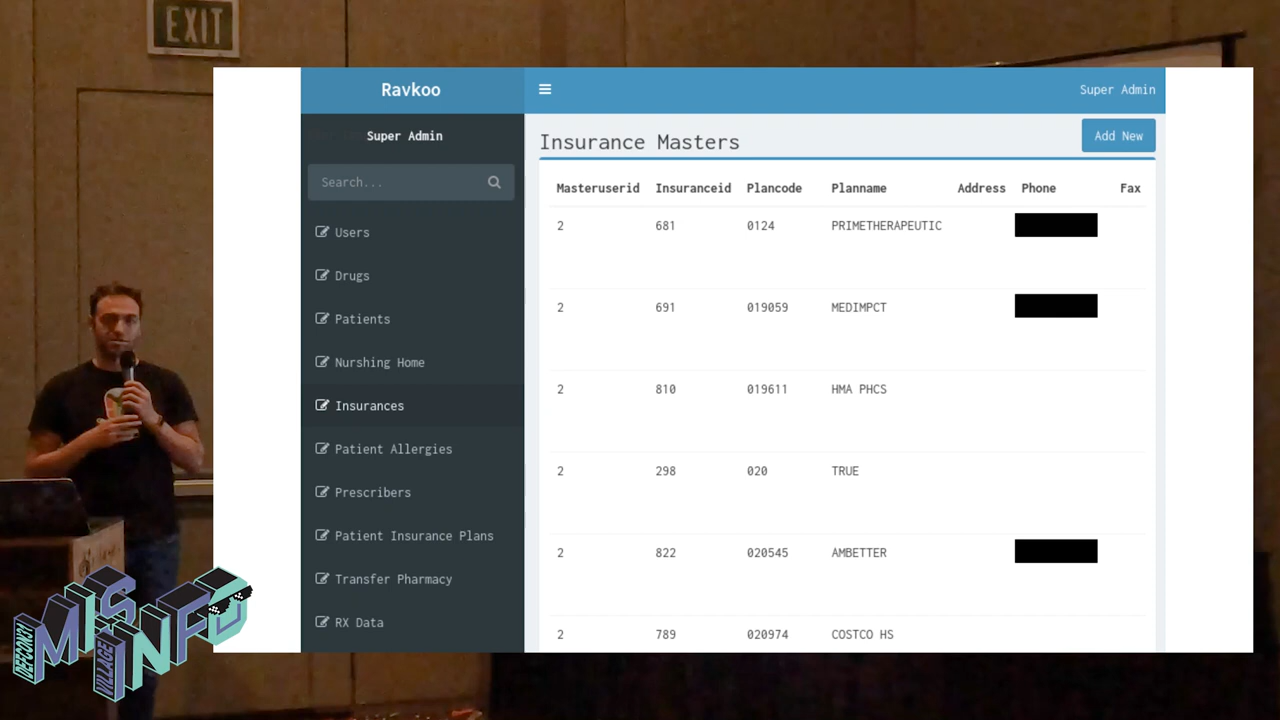 EXIT
Ravkoo
Super Admin
Super Admin
Insurance Masters
Add New
Search...
Masteruserid Insuranceid Plancode Planname Address Phone Fax
Users
2 681 0124 PRIMETHERAPEUTIC
Drugs
2 691 019059 MEDIMPCT
Patients
Nurshing Home
2 810 019611 HMA PHCS
Insurances
Patient Allergies
2 298 020 TRUE
Prescribers
Patient Insurance Plans
2 822 020545 AMBETTER
Transfer Pharmacy
RX Data
2 789 020974 COSTCO HS
DEFCON31
MISINFO
VILLAGE